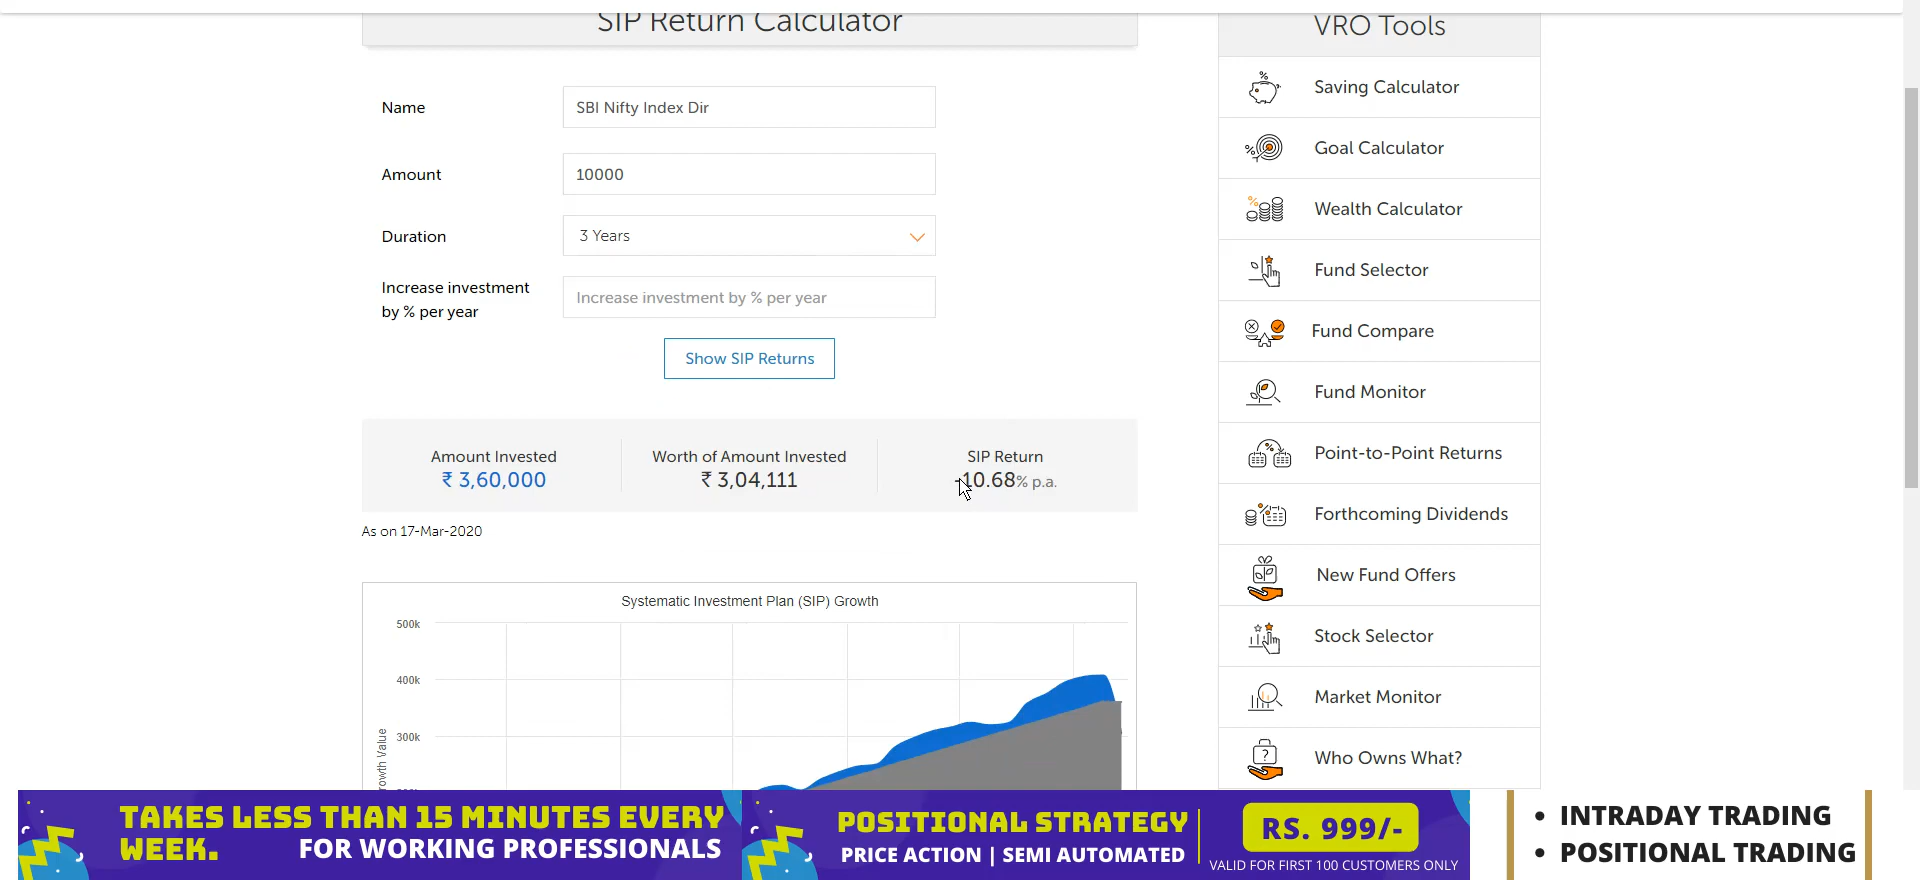 SIP Return Calculator
Name
SBI Nifty Index Dir
Amount
10000
Duration
3 Years
Increase investment
by % per year
Increase investment by % per year
Show SIP Returns
Amount Invested
₹ 3,60,000
Worth of Amount Invested
₹ 3,04,111
SIP Return
-10.68% p.a.
As on 17-Mar-2020
Systematic Investment Plan (SIP) Growth
500k
400k
300k
VRO Tools
Saving Calculator
Goal Calculator
Wealth Calculator
Fund Selector
Fund Compare
Fund Monitor
Point-to-Point Returns
Forthcoming Dividends
New Fund Offers
Stock Selector
Market Monitor
Who Owns What?
TAKES LESS THAN 15 MINUTES EVERY
WEEK.
FOR WORKING PROFESSIONALS
POSITIONAL STRATEGY
PRICE ACTION | SEMI AUTOMATED
RS. 999/-
VALID FOR FIRST 100 CUSTOMERS ONLY
• INTRADAY TRADING
• POSITIONAL TRADING